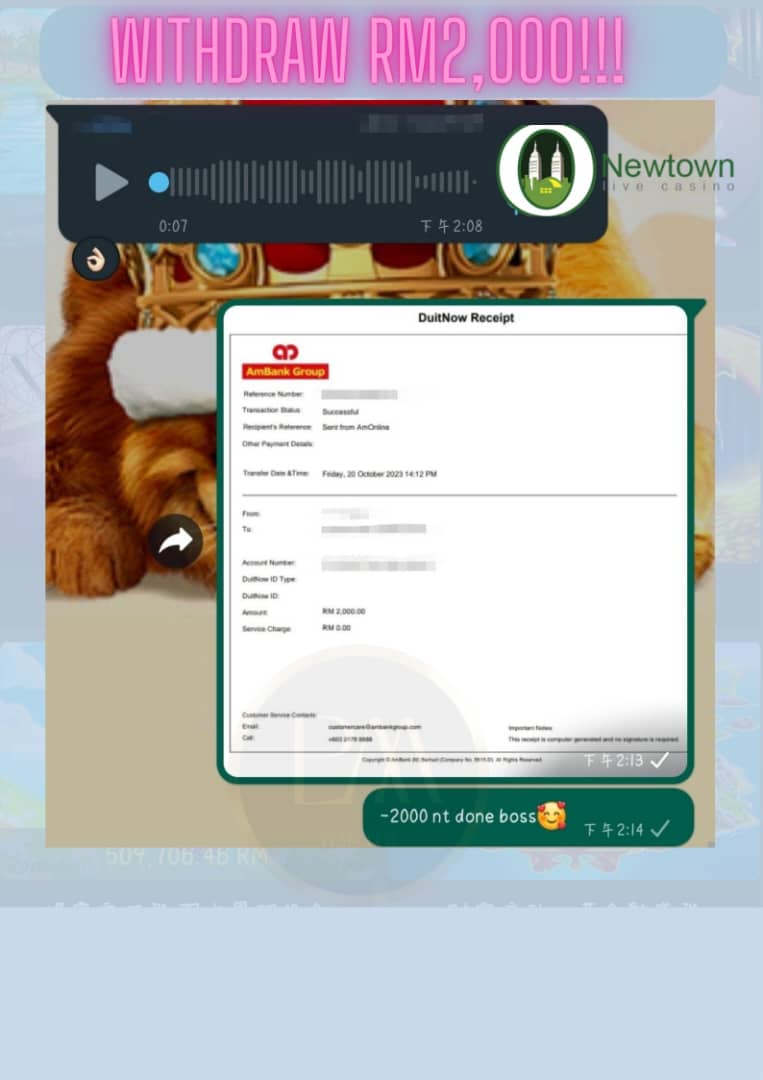 WITHDRAW RM2,000!!!
Newtown
live casino
0:07
下午2:08
DuitNow Receipt
AmBank Group
Reference Number:
Transaction Status:
Successful
Recipient's Reference:
Sent from AmOnline
Other Payment Details:
Transfer Date &Time:
Friday, 20 October 2023 14:12 PM
From:
To:
Account Number:
DuitNow ID Type:
DuitNow ID:
Amount:
RM 2,000.00
Service Charge:
RM 0.00
Customer Service Contacts:
Email:
customercare@ambankgroup.com
Important Notes:
Call:
+603 2178 8888
This receipt is computer generated and no signature is required.
Copyright © AmBank (M) Berhad (Company No. 8515-D). All Rights Reserved.
下午2:13
-2000 nt done boss🥰
下午2:14
509,706.46 RM